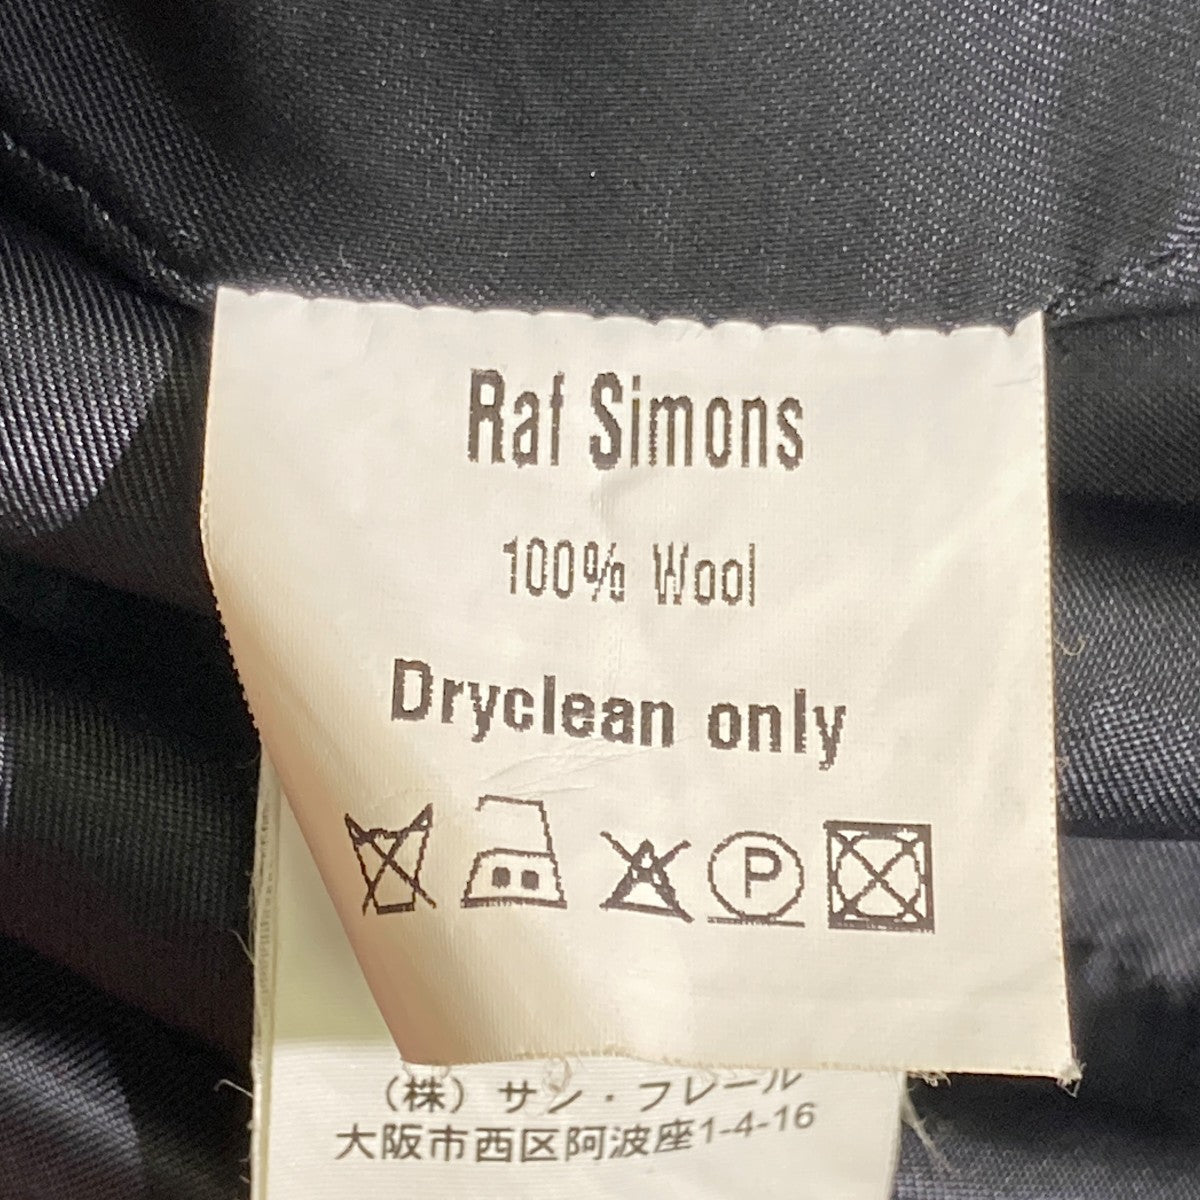 Raf Simons
100% Wool
Dryclean only
P
(株) サン・フレール
大阪市西区阿波座1-4-16